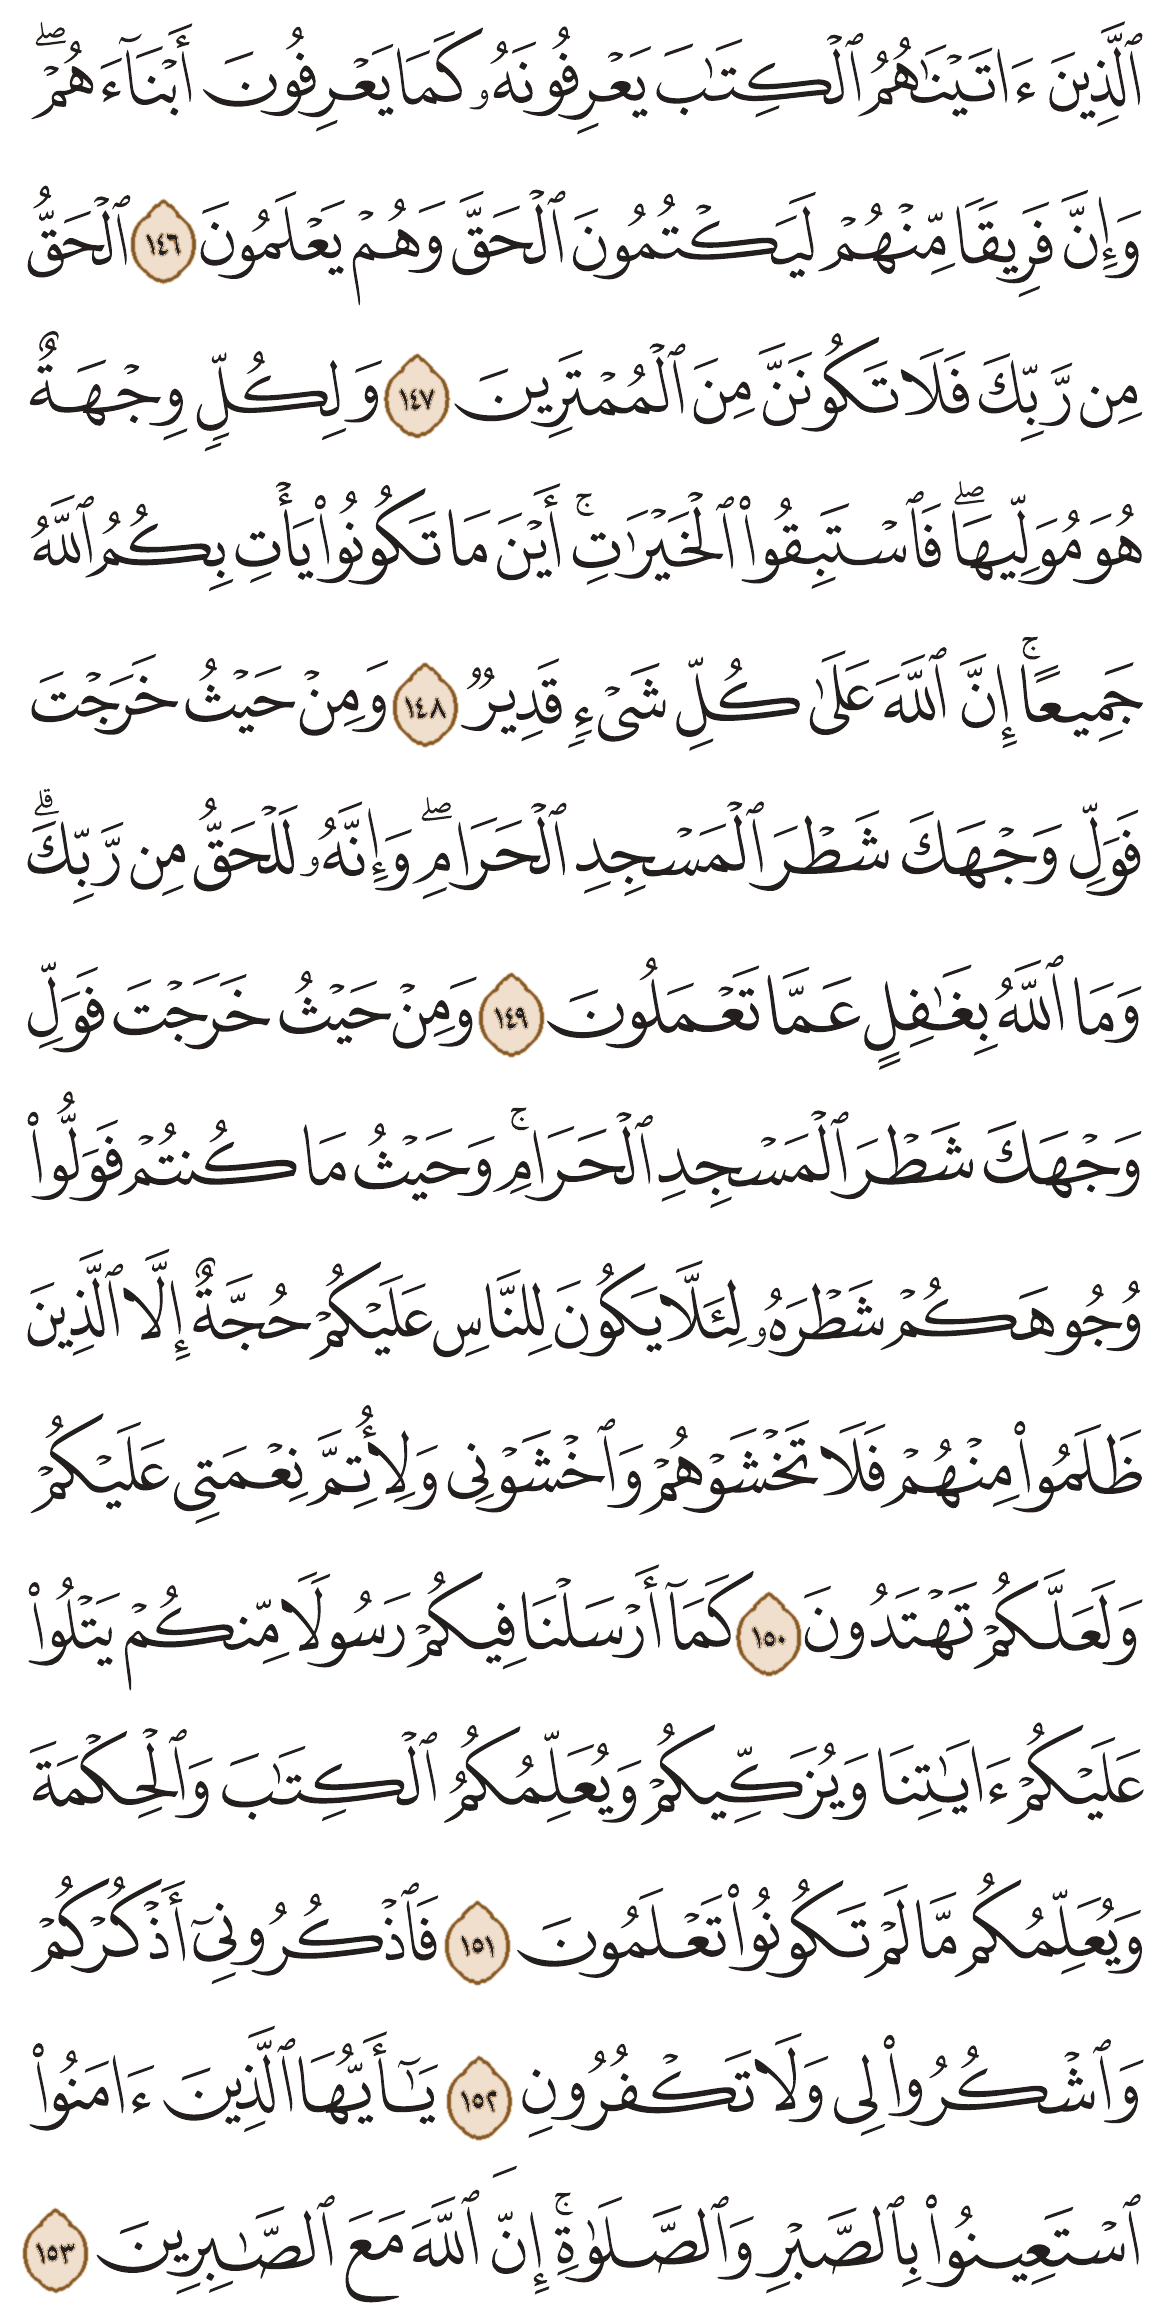 ٱلَّذِينَ ءَاتَيۡنَٰهُمُ ٱلۡكِتَٰبَ يَعۡرِفُونَهُۥ كَمَا يَعۡرِفُونَ أَبۡنَآءَهُمۡۖ
وَإِنَّ فَرِيقٗا مِّنۡهُمۡ لَيَكۡتُمُونَ ٱلۡحَقَّ وَهُمۡ يَعۡلَمُونَ ١٤٦ ٱلۡحَقُّ
مِن رَّبِّكَ فَلَا تَكُونَنَّ مِنَ ٱلۡمُمۡتَرِينَ ١٤٧ وَلِكُلّٖ وِجۡهَةٌ
هُوَ مُوَلِّيهَاۖ فَٱسۡتَبِقُواْ ٱلۡخَيۡرَٰتِۚ أَيۡنَ مَا تَكُونُواْ يَأۡتِ بِكُمُ ٱللَّهُ
جَمِيعًاۚ إِنَّ ٱللَّهَ عَلَىٰ كُلِّ شَيۡءٖ قَدِيرٞ ١٤٨ وَمِنۡ حَيۡثُ خَرَجۡتَ
فَوَلِّ وَجۡهَكَ شَطۡرَ ٱلۡمَسۡجِدِ ٱلۡحَرَامِۖ وَإِنَّهُۥ لَلۡحَقُّ مِن رَّبِّكَۗ
وَمَا ٱللَّهُ بِغَٰفِلٍ عَمَّا تَعۡمَلُونَ ١٤٩ وَمِنۡ حَيۡثُ خَرَجۡتَ فَوَلِّ
وَجۡهَكَ شَطۡرَ ٱلۡمَسۡجِدِ ٱلۡحَرَامِۚ وَحَيۡثُ مَا كُنتُمۡ فَوَلُّواْ
وُجُوهَكُمۡ شَطۡرَهُۥ لِئَلَّا يَكُونَ لِلنَّاسِ عَلَيۡكُمۡ حُجَّةٌ إِلَّا ٱلَّذِينَ
ظَلَمُواْ مِنۡهُمۡ فَلَا تَخۡشَوۡهُمۡ وَٱخۡشَوۡنِي وَلِأُتِمَّ نِعۡمَتِي عَلَيۡكُمۡ
وَلَعَلَّكُمۡ تَهۡتَدُونَ ١٥٠ كَمَآ أَرۡسَلۡنَا فِيكُمۡ رَسُولٗا مِّنكُمۡ يَتۡلُواْ
عَلَيۡكُمۡ ءَايَٰتِنَا وَيُزَكِّيكُمۡ وَيُعَلِّمُكُمُ ٱلۡكِتَٰبَ وَٱلۡحِكۡمَةَ
وَيُعَلِّمُكُم مَّا لَمۡ تَكُونُواْ تَعۡلَمُونَ ١٥١ فَٱذۡكُرُونِيٓ أَذۡكُرۡكُمۡ
وَٱشۡكُرُواْ لِي وَلَا تَكۡفُرُونِ ١٥٢ يَٰٓأَيُّهَا ٱلَّذِينَ ءَامَنُواْ
ٱسۡتَعِينُواْ بِٱلصَّبۡرِ وَٱلصَّلَوٰةِۚ إِنَّ ٱللَّهَ مَعَ ٱلصَّٰبِرِينَ ١٥٣